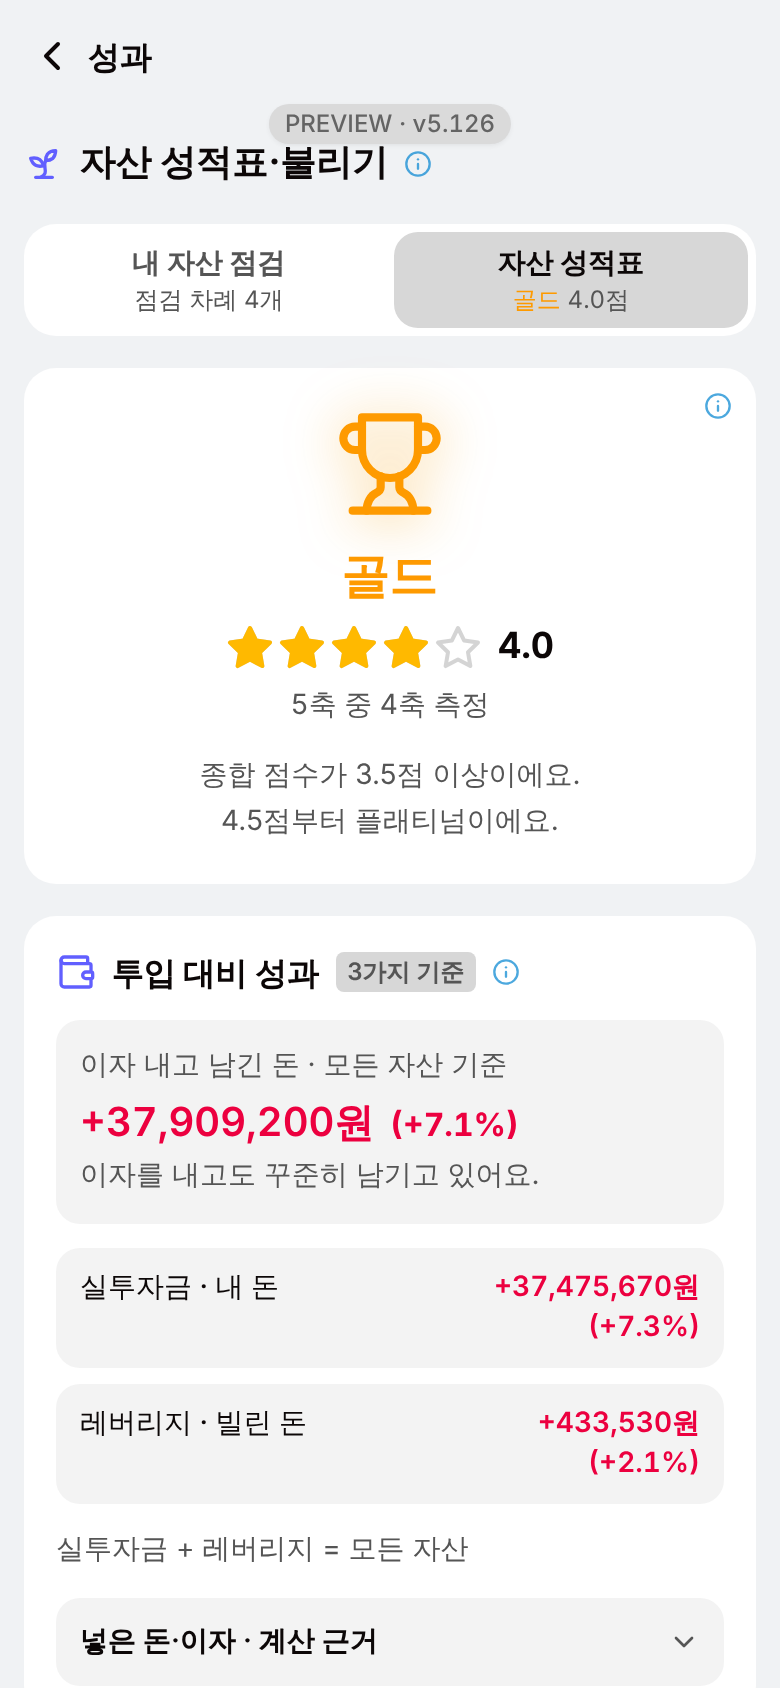 성과
PREVIEW · v5.126
자산 성적표·불리기
내 자산 점검
점검 차례 4개
자산 성적표
골드 4.0점
골드
4.0
5축 중 4축 측정
종합 점수가 3.5점 이상이에요.
4.5점부터 플래티넘이에요.
투입 대비 성과 3가지 기준
이자 내고 남긴 돈 · 모든 자산 기준
+37,909,200원 (+7.1%)
이자를 내고도 꾸준히 남기고 있어요.
실투자금 · 내 돈 +37,475,670원
(+7.3%)
레버리지 · 빌린 돈 +433,530원
(+2.1%)
실투자금 + 레버리지 = 모든 자산
넣은 돈·이자 · 계산 근거